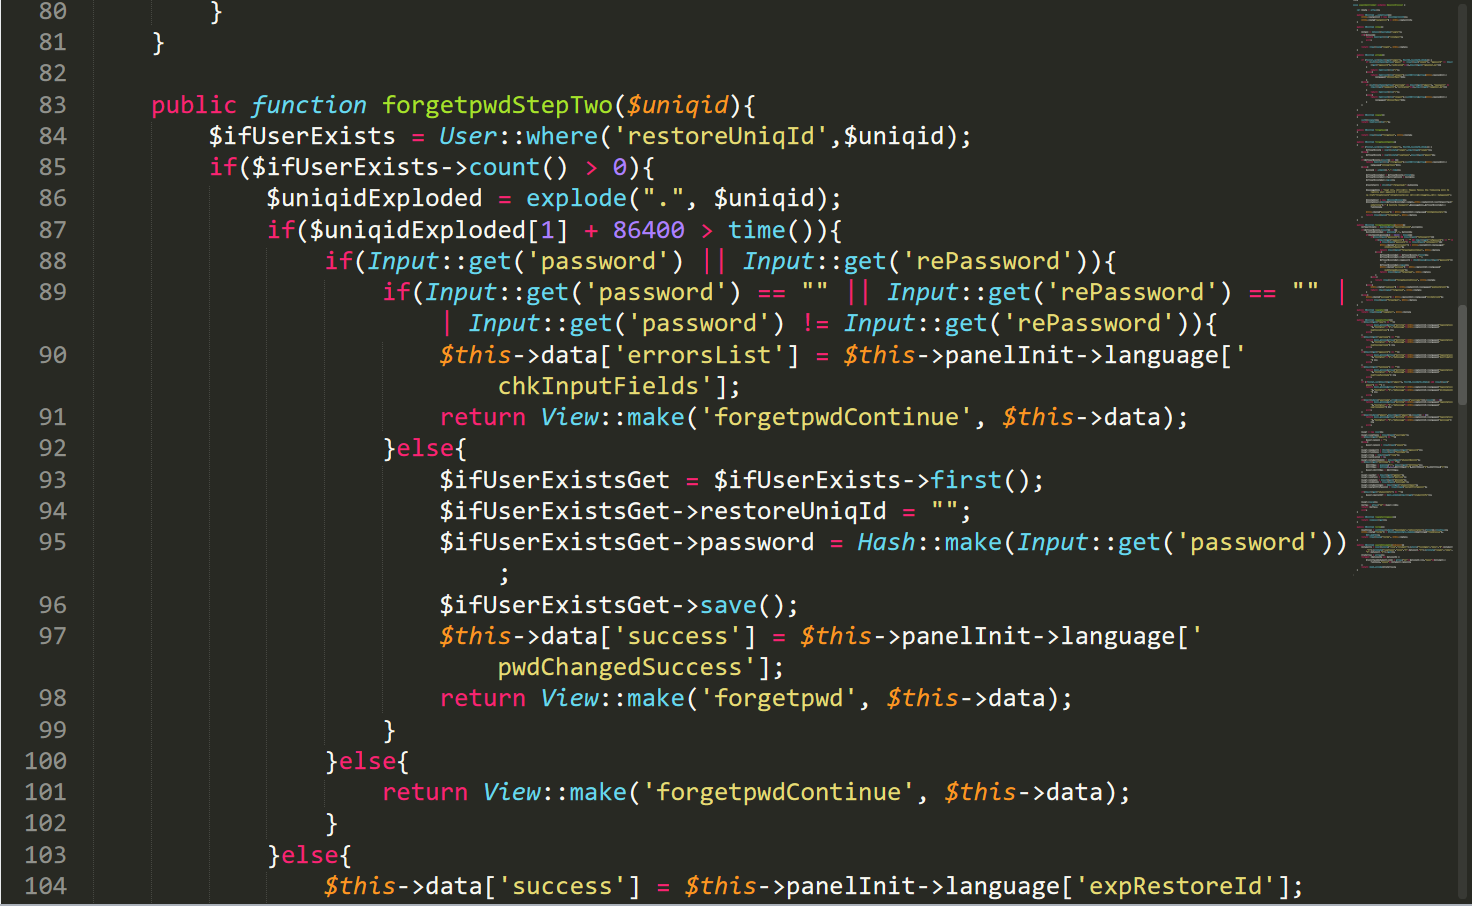 80 }
81 }
82
83 public function forgetpwdStepTwo($uniqid){
84 $ifUserExists = User::where('restoreUniqId',$uniqid);
85 if($ifUserExists->count() > 0){
86 $uniqidExploded = explode(".", $uniqid);
87 if($uniqidExploded[1] + 86400 > time()){
88 if(Input::get('password') || Input::get('rePassword')){
89 if(Input::get('password') == "" || Input::get('rePassword') == "" |
| Input::get('password') != Input::get('rePassword')){
90 $this->data['errorsList'] = $this->panelInit->language['
chkInputFields'];
91 return View::make('forgetpwdContinue', $this->data);
92 }else{
93 $ifUserExistsGet = $ifUserExists->first();
94 $ifUserExistsGet->restoreUniqId = "";
95 $ifUserExistsGet->password = Hash::make(Input::get('password'))
;
96 $ifUserExistsGet->save();
97 $this->data['success'] = $this->panelInit->language['
pwdChangedSuccess'];
98 return View::make('forgetpwd', $this->data);
99 }
100 }else{
101 return View::make('forgetpwdContinue', $this->data);
102 }
103 }else{
104 $this->data['success'] = $this->panelInit->language['expRestoreId'];